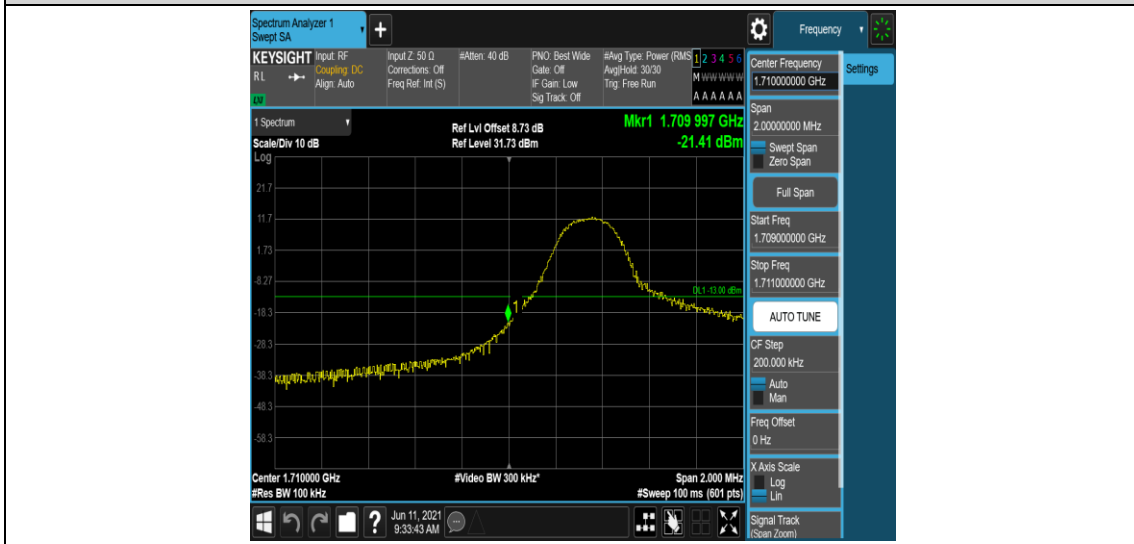 Spectrum Analyzer 1
Swept SA
+
Frequency
KEYSIGHT
RL
LXI
Input: RF
Coupling: DC
Align: Auto
Input Z: 50 Ω
Corrections: Off
Freq Ref: Int (S)
#Atten: 40 dB
PNO: Best Wide
Gate: Off
IF Gain: Low
Sig Track: Off
#Avg Type: Power (RMS
Avg|Hold: 30/30
Trig: Free Run
1 2 3 4 5 6
M W W W W W
A A A A A A
1 Spectrum
Scale/Div 10 dB
Log
Ref Lvl Offset 8.73 dB
Ref Level 31.73 dBm
Mkr1 1.709 997 GHz
-21.41 dBm
21.7
11.7
1.73
-8.27
-18.3
-28.3
-38.3
-48.3
-58.3
DL1 -13.00 dBm
1
Center 1.710000 GHz
#Res BW 100 kHz
#Video BW 300 kHz*
Span 2.000 MHz
#Sweep 100 ms (601 pts)
Center Frequency
1.710000000 GHz
Settings
Span
2.00000000 MHz
Swept Span
Zero Span
Full Span
Start Freq
1.709000000 GHz
Stop Freq
1.711000000 GHz
AUTO TUNE
CF Step
200.000 kHz
Auto
Man
Freq Offset
0 Hz
X Axis Scale
Log
Lin
Signal Track
(Span Zoom)
?
Jun 11, 2021
9:33:43 AM